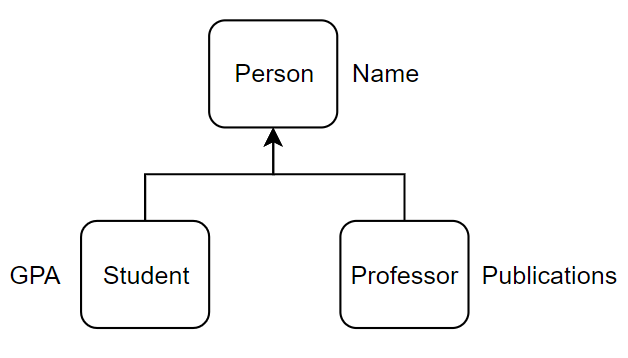 Person
Name
GPA
Student
Professor
Publications